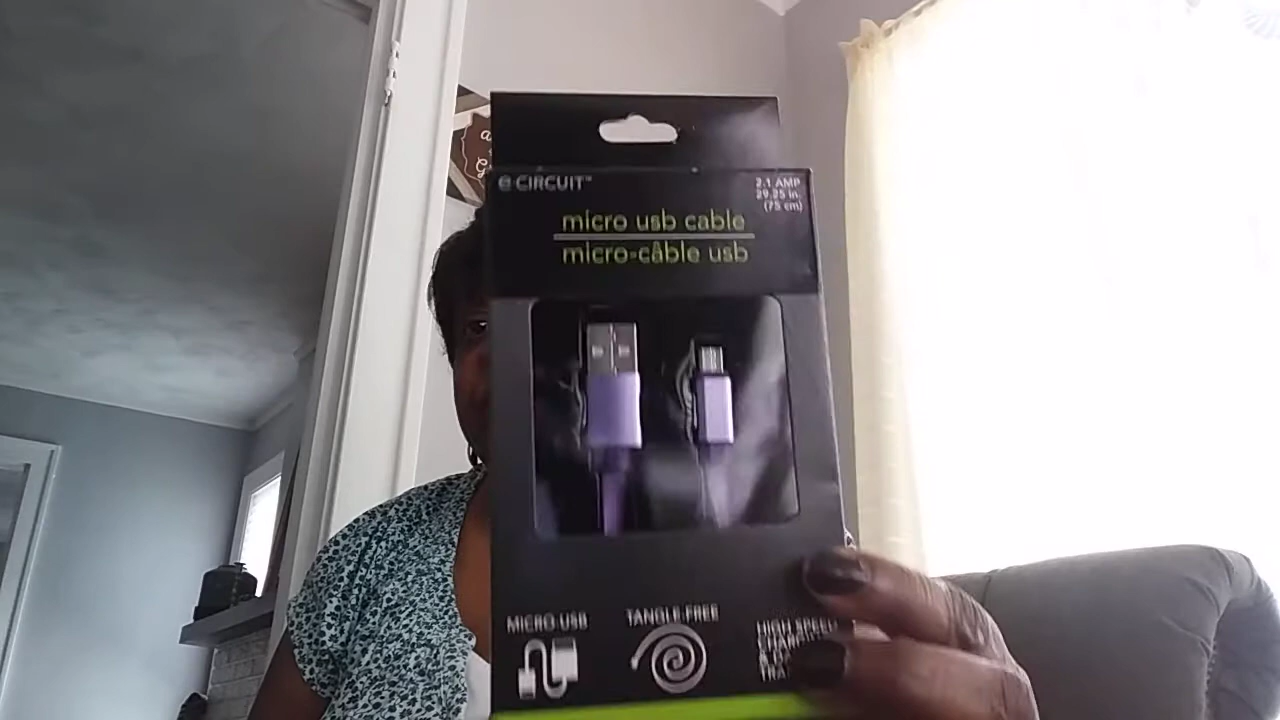 e CIRCUIT™
2.1 AMP
29.25 in.
(75 cm)
micro usb cable
micro-câble usb
MICRO USB
TANGLE-FREE
HIGH SPEED